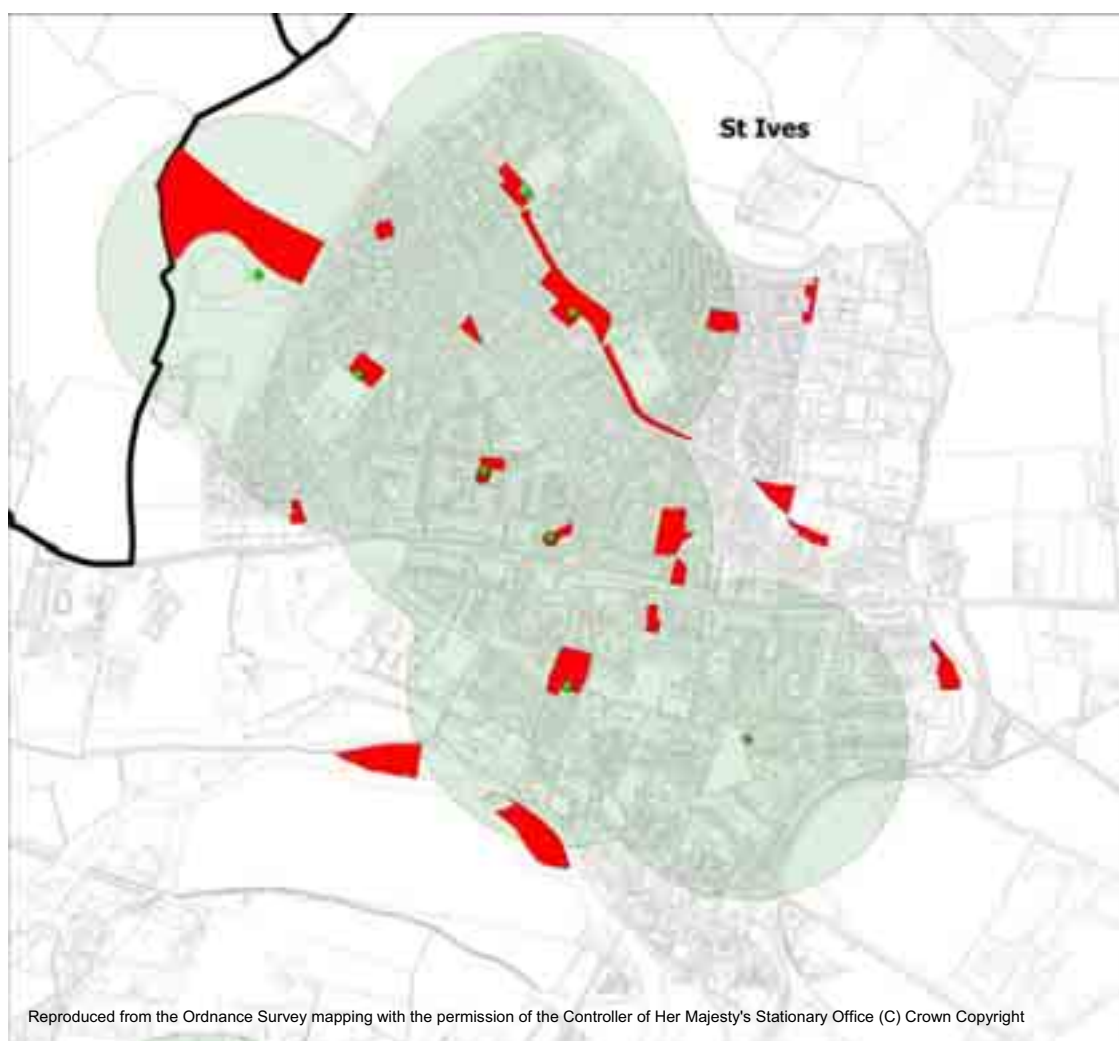 St Ives
Reproduced from the Ordnance Survey mapping with the permission of the Controller of Her Majesty's Stationary Office (C) Crown Copyright